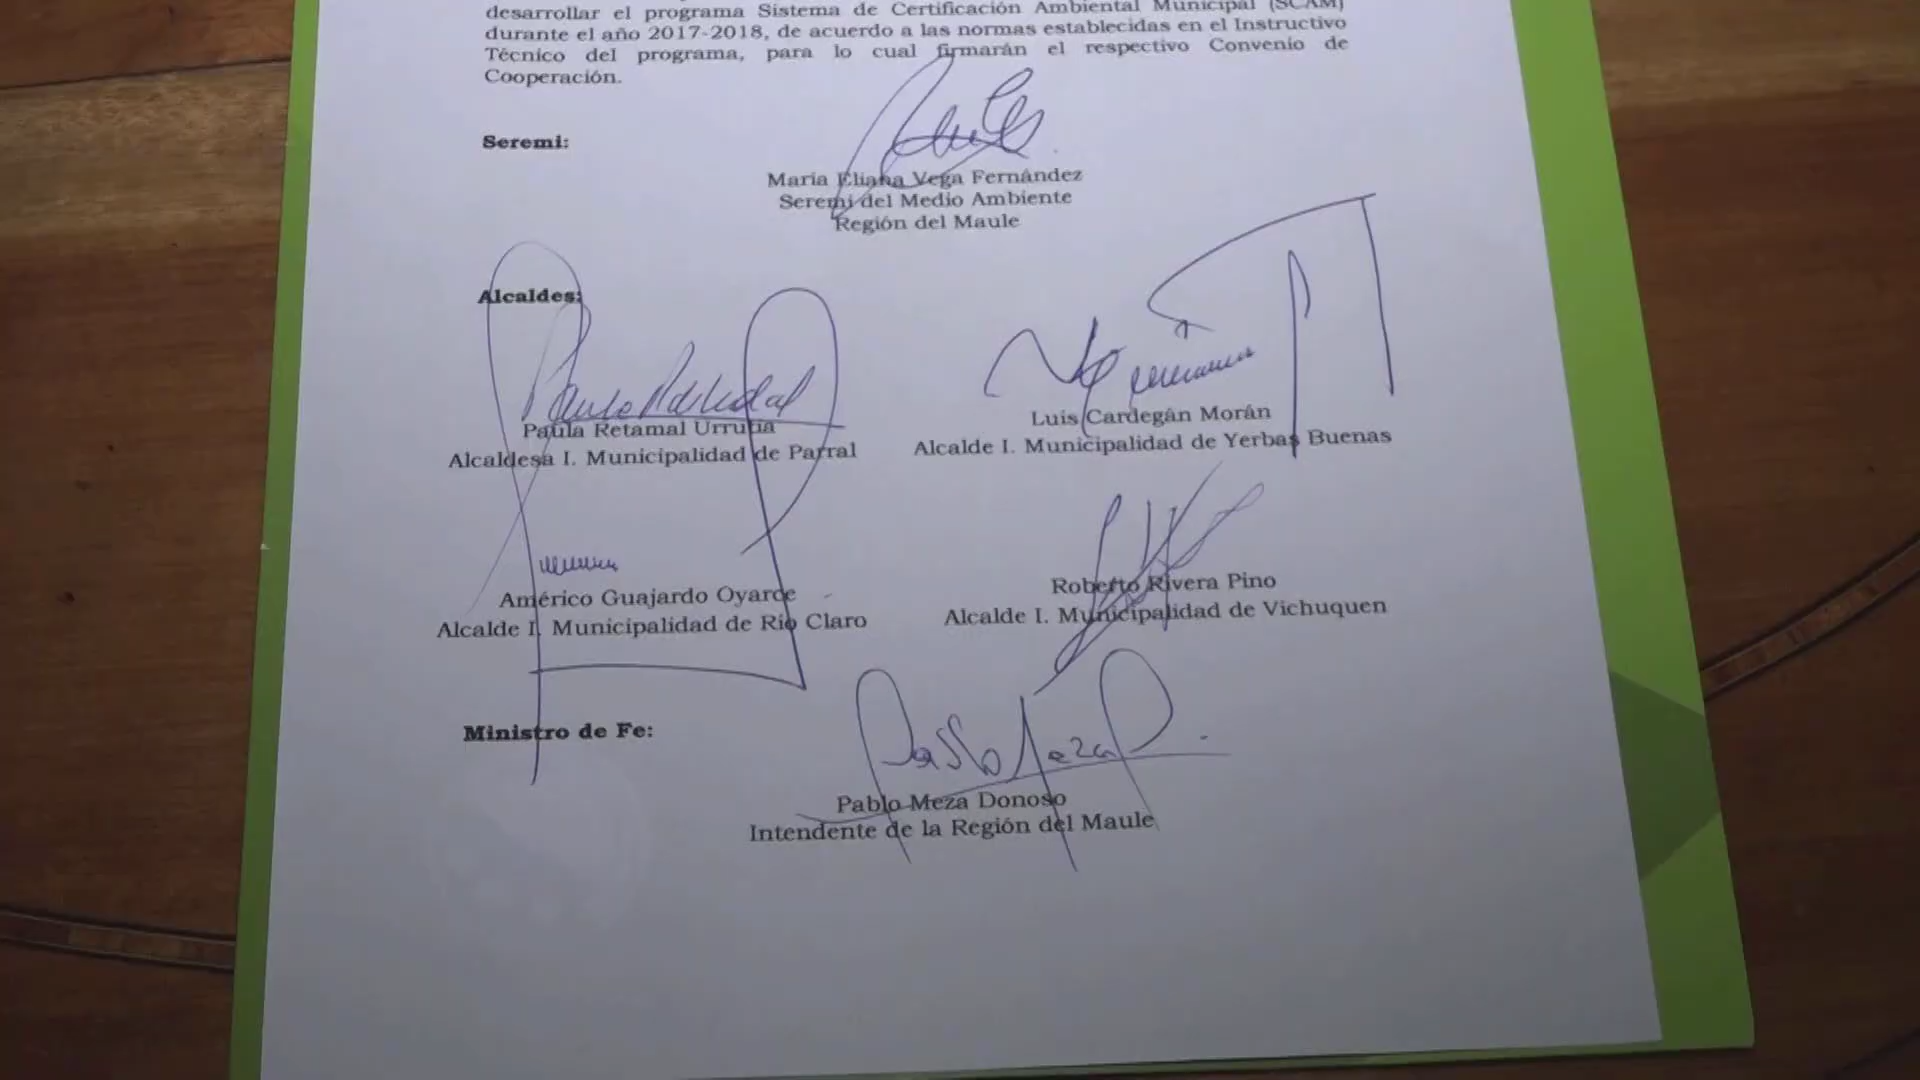 desarrollar el programa Sistema de Certificación Ambiental Municipal (SCAM)
durante el año 2017-2018, de acuerdo a las normas establecidas en el Instructivo
Técnico del programa, para lo cual firmarán el respectivo Convenio de
Cooperación.
Seremi:
María Eliana Vega Fernández
Seremi del Medio Ambiente
Región del Maule
Alcaldes:
Paula Retamal Urrutia
Alcaldesa I. Municipalidad de Parral
Luis Cardegán Morán
Alcalde I. Municipalidad de Yerbas Buenas
Américo Guajardo Oyarce
Alcalde I. Municipalidad de Río Claro
Roberto Rivera Pino
Alcalde I. Municipalidad de Vichuquen
Ministro de Fe:
Pablo Meza
Pablo Meza Donoso
Intendente de la Región del Maule